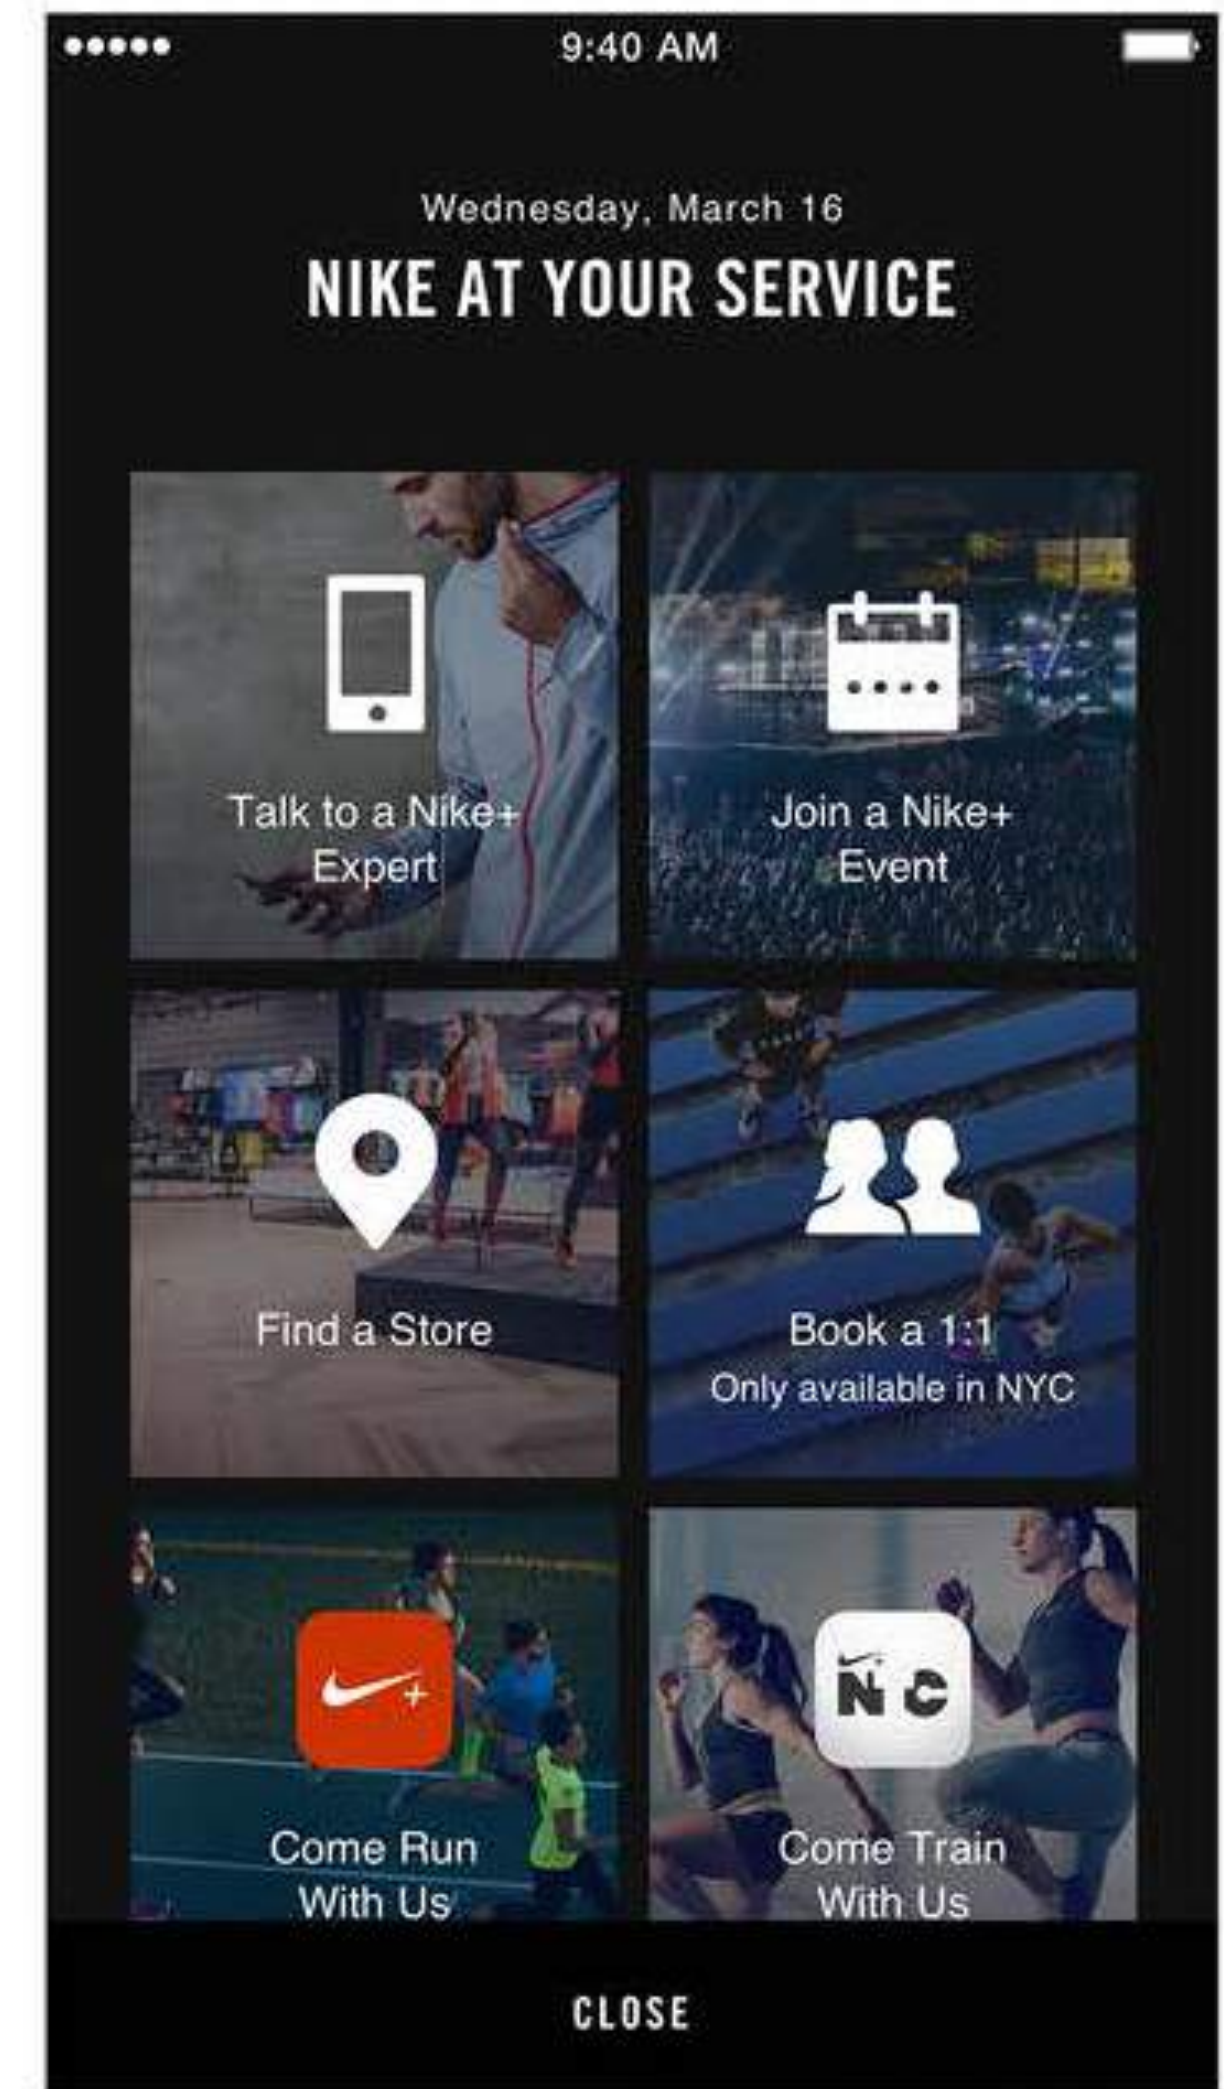 9:40 AM
Wednesday, March 16
NIKE AT YOUR SERVICE
Talk to a Nike+
Expert
Join a Nike+
Event
Find a Store
Book a 1:1
Only available in NYC
Come Run
With Us
N C
Come Train
With Us
CLOSE